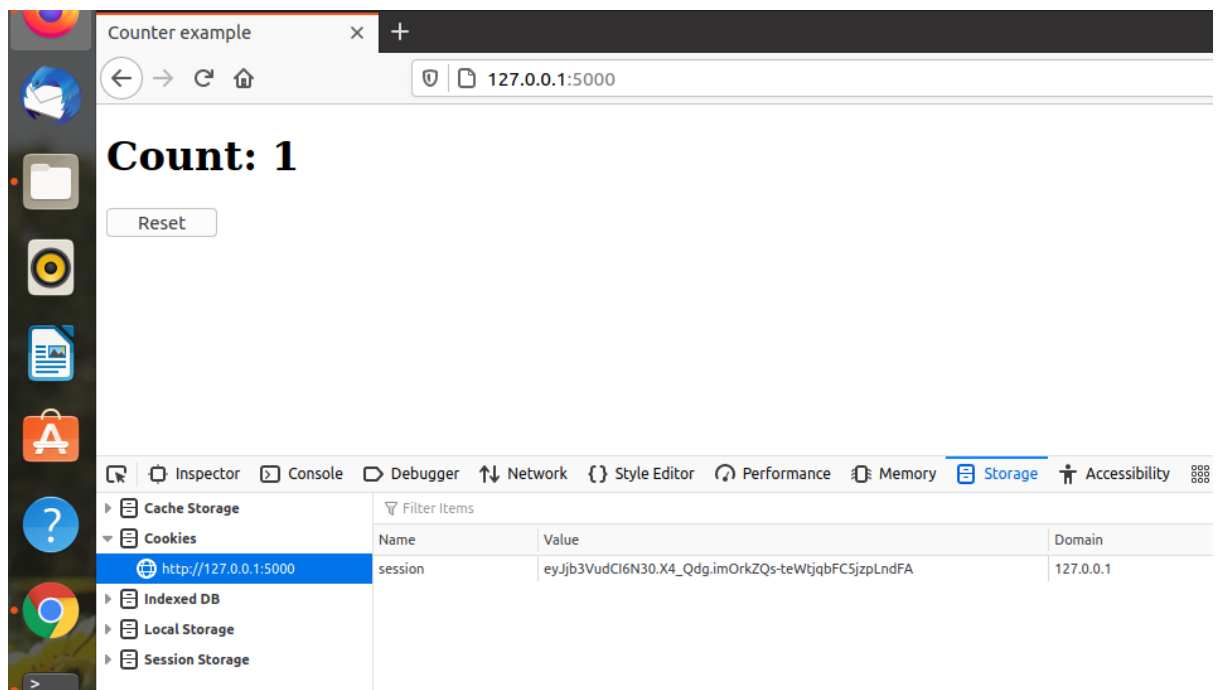 Counter example
127.0.0.1:5000
Count: 1
Reset
Inspector Console Debugger Network Style Editor Performance Memory Storage Accessibility
Cache Storage
Filter Items
Cookies
Name Value Domain
http://127.0.0.1:5000
session eyJjb3VudCI6N30.X4_Qdg.imOrkZQs-teWtjqbFC5jzpLndFA 127.0.0.1
Indexed DB
Local Storage
Session Storage